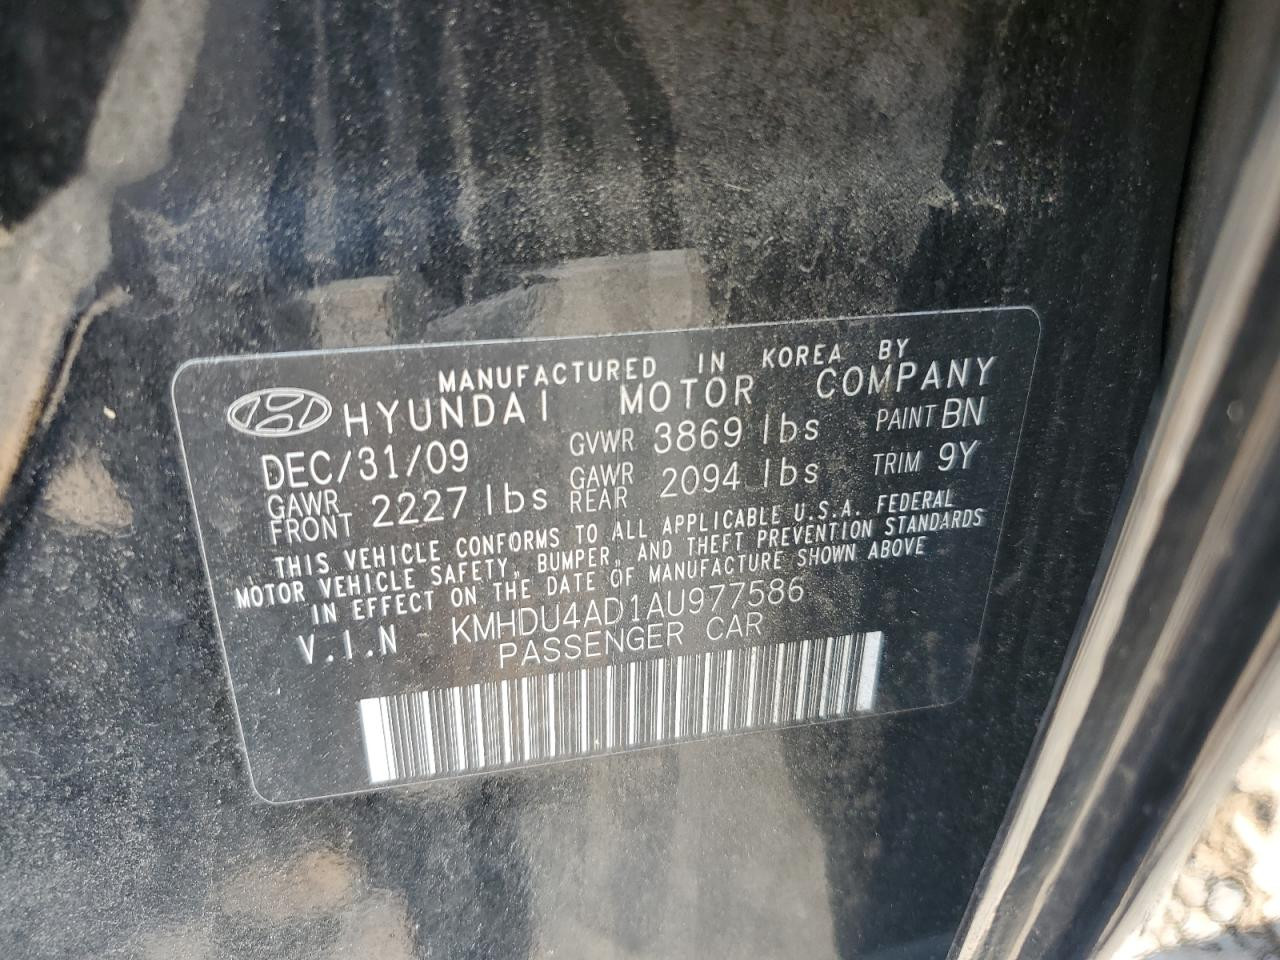 MANUFACTURED IN KOREA BY
HYUNDAI MOTOR COMPANY
DEC/31/09 GVWR 3869 lbs PAINT BN
GAWR FRONT 2227 lbs GAWR REAR 2094 lbs TRIM 9Y
THIS VEHICLE CONFORMS TO ALL APPLICABLE U.S.A. FEDERAL
MOTOR VEHICLE SAFETY, BUMPER, AND THEFT PREVENTION STANDARDS
IN EFFECT ON THE DATE OF MANUFACTURE SHOWN ABOVE
V.I.N KMHDU4AD1AU977586
PASSENGER CAR